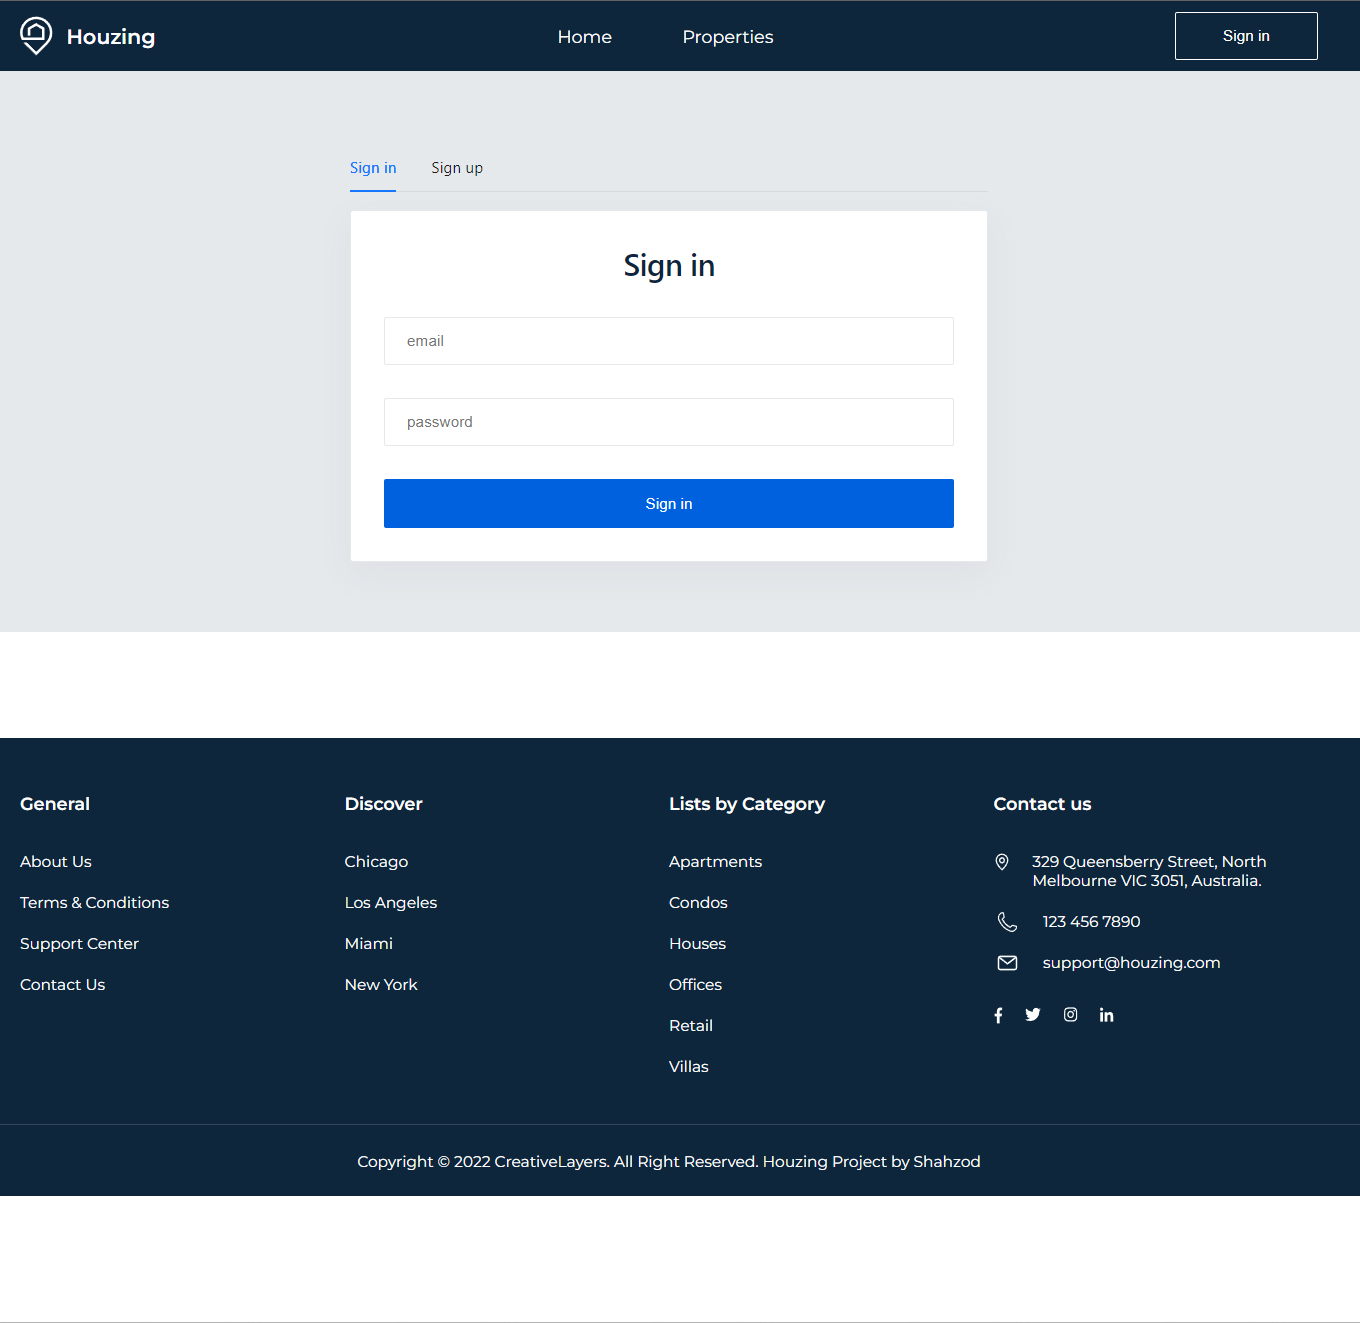 Houzing
Home
Properties
Sign in
Sign in
Sign up
Sign in
email
password
Sign in
General
About Us
Terms & Conditions
Support Center
Contact Us
Discover
Chicago
Los Angeles
Miami
New York
Lists by Category
Apartments
Condos
Houses
Offices
Retail
Villas
Contact us
329 Queensberry Street, North
Melbourne VIC 3051, Australia.
123 456 7890
support@houzing.com
Copyright © 2022 CreativeLayers. All Right Reserved. Houzing Project by Shahzod